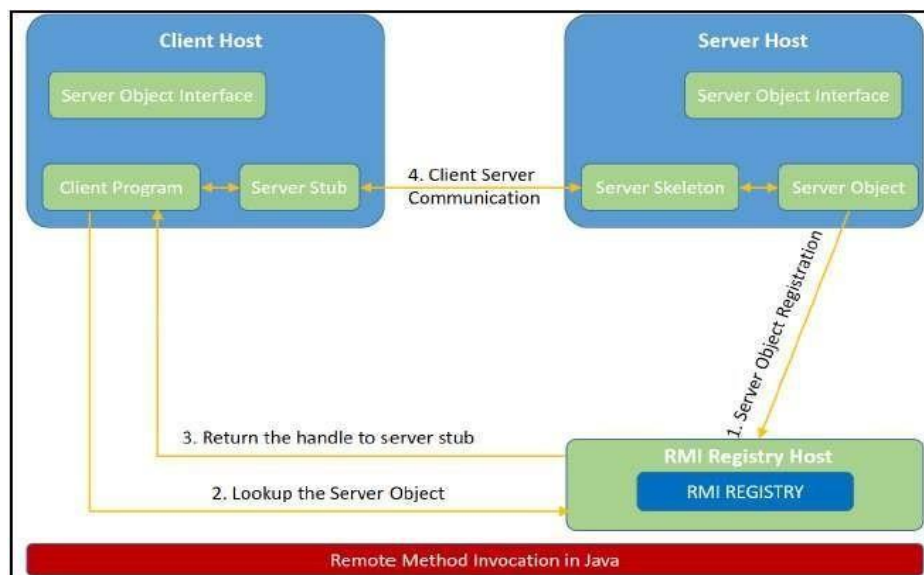 Client Host
Server Object Interface
Client Program
Server Stub
4. Client Server
Communication
Server Host
Server Object Interface
Server Skeleton
Server Object
1. Server Object Registration
3. Return the handle to server stub
2. Lookup the Server Object
RMI Registry Host
RMI REGISTRY
Remote Method Invocation in Java